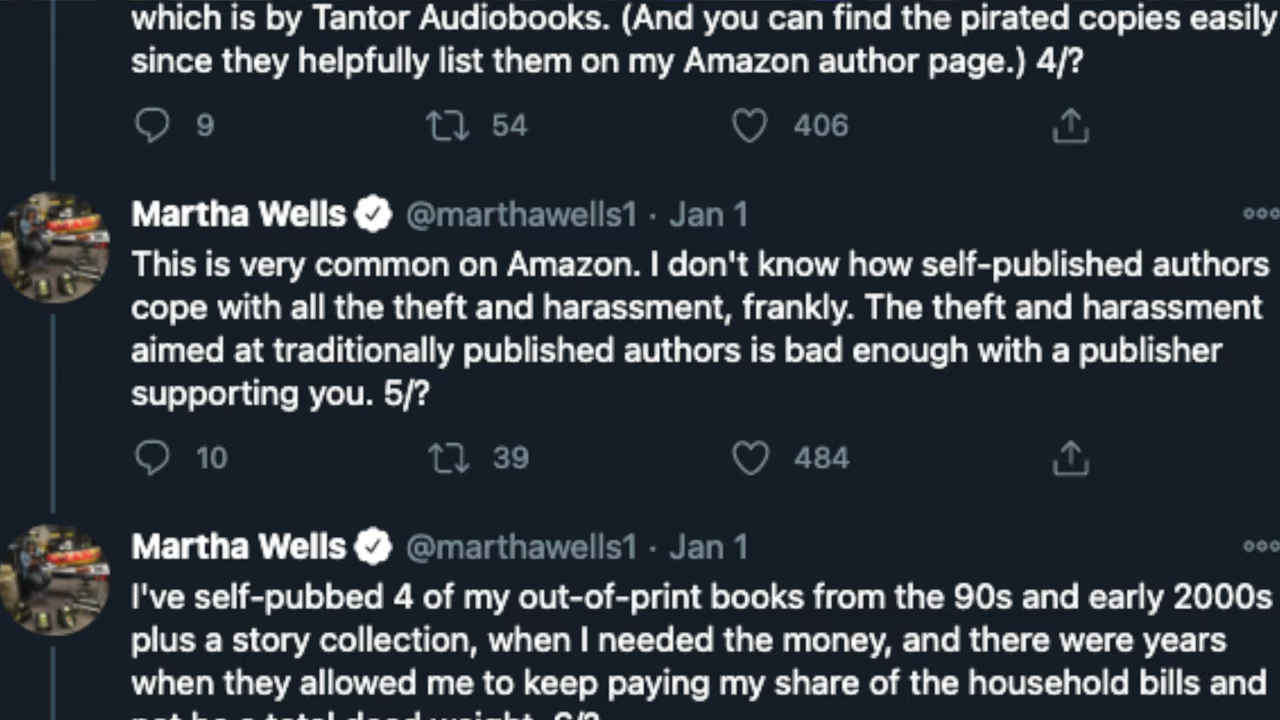 which is by Tantor Audiobooks. (And you can find the pirated copies easily
since they helpfully list them on my Amazon author page.) 4/?
9 54 406
Martha Wells @marthawells1 · Jan 1
This is very common on Amazon. I don't know how self-published authors
cope with all the theft and harassment, frankly. The theft and harassment
aimed at traditionally published authors is bad enough with a publisher
supporting you. 5/?
10 39 484
Martha Wells @marthawells1 · Jan 1
I've self-pubbed 4 of my out-of-print books from the 90s and early 2000s
plus a story collection, when I needed the money, and there were years
when they allowed me to keep paying my share of the household bills and
not be a total dead weight. 6/?